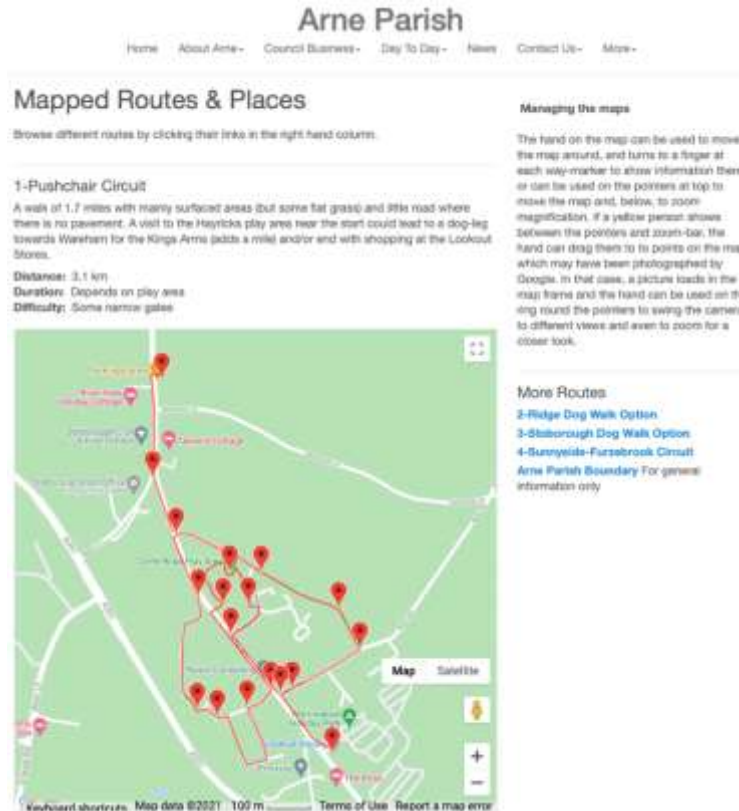 Arne Parish
Home About Arne Council Business Day To Day News Contact Us More
Mapped Routes & Places
Browse different routes by clicking their links in the right hand column.
1-Pushchair Circuit
A walk of 1.7 miles with mainly surfaced areas (but some flat grass) and little road where
there is no pavement. A visit to the Hayricks play area near the start could lead to a dog-leg
towards Wareham for the Kings Arms (adds a mile) and/or end with shopping at the Lookout
Stores.
Distance: 3.1 km
Duration: Depends on play area
Difficulty: Some narrow gates
Map Satellite
Keyboard shortcuts Map data ©2021 100 m Terms of Use Report a map error
Managing the maps
The hand on the map can be used to move
the map around, and turns to a finger at
each way-marker to show information there
or can be used on the pointers at top to
move the map and, below, to zoom
magnification. If a yellow person shows
between the pointers and zoom-bar, the
hand can drag them to to points on the map
which may have been photographed by
Google. In that case, a picture loads in the
map frame and the hand can be used on the
ring round the pointers to swing the camera
to different views and even to zoom for a
closer look.
More Routes
2-Ridge Dog Walk Option
3-Stoborough Dog Walk Option
4-Sunnyside-Furzebrook Circuit
Arne Parish Boundary For general
information only